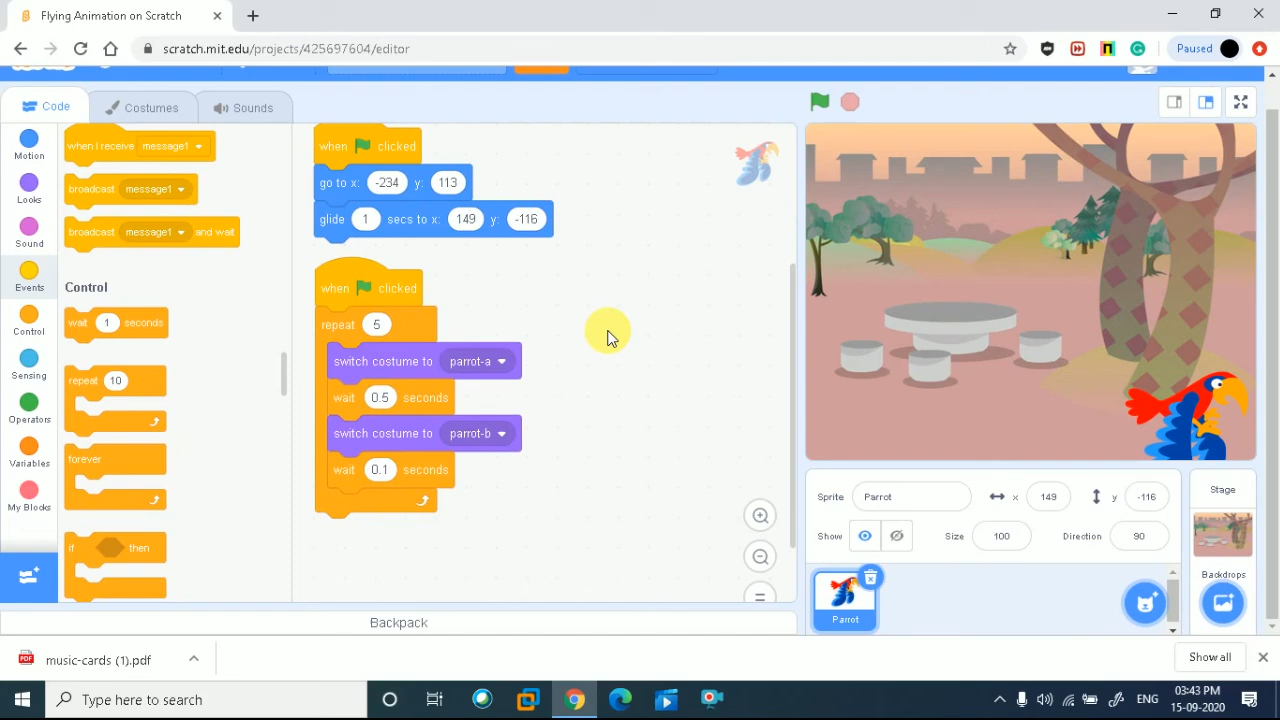 Flying Animation on Scratch
scratch.mit.edu/projects/425697604/editor
Paused
Code
Costumes
Sounds
Motion
Looks
Sound
Events
Control
Sensing
Operators
Variables
My Blocks
when I receive message1
broadcast message1
broadcast message1 and wait
Control
wait 1 seconds
repeat 10
forever
if then
when clicked
go to x: -234 y: 113
glide 1 secs to x: 149 y: -116
when clicked
repeat 5
switch costume to parrot-a
wait 0.5 seconds
switch costume to parrot-b
wait 0.1 seconds
Backpack
Sprite Parrot x 149 y -116
Show Size 100 Direction 90
Parrot
Stage
Backdrops
music-cards (1).pdf
Show all
Type here to search
ENG
03:43 PM
15-09-2020